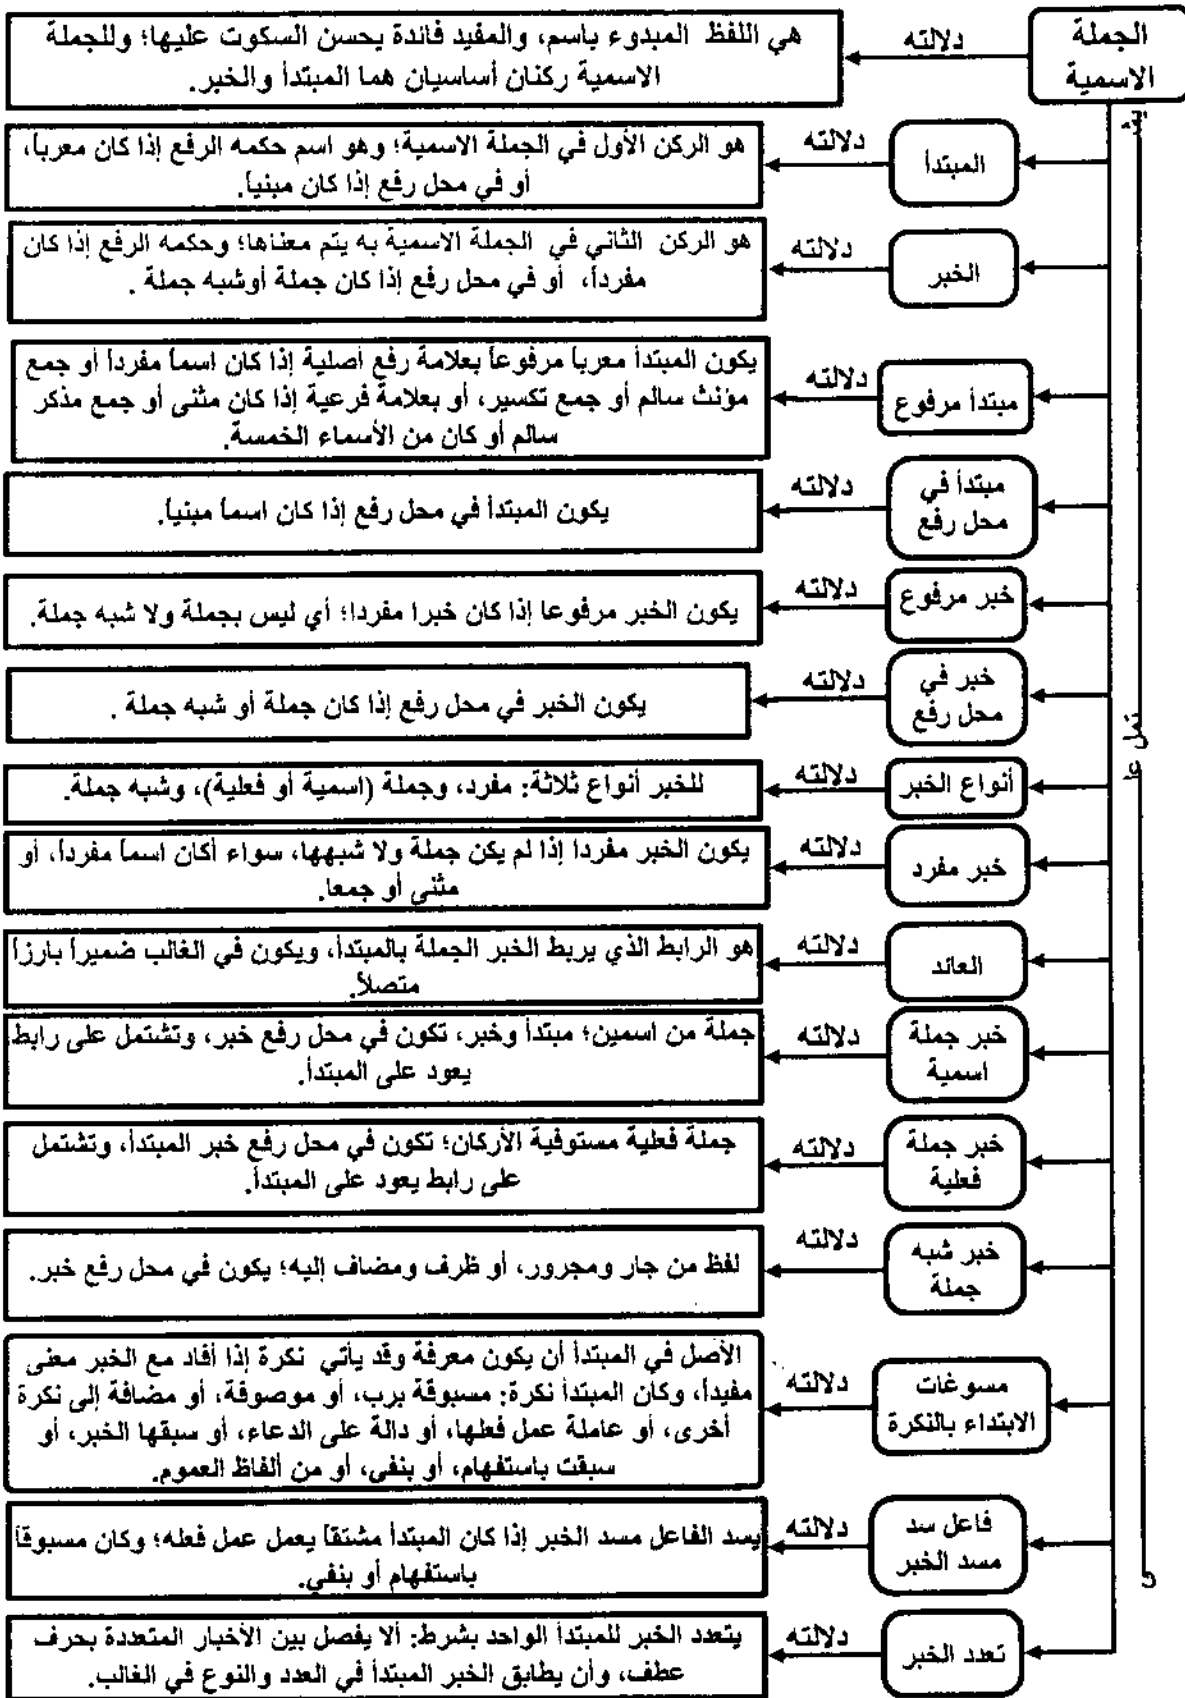 الجملة
الاسمية
دلالته
هي اللفظ المبدوء باسم، والمفيد فائدة يحسن السكوت عليها؛ وللجملة
الاسمية ركنان أساسيان هما المبتدأ والخبر.
يشـ
ـتمل عا
ى
المبتدأ
دلالته
هو الركن الأول في الجملة الاسمية؛ وهو اسم حكمه الرفع إذا كان معرباً،
أو في محل رفع إذا كان مبنياً.
الخبر
دلالته
هو الركن الثاني في الجملة الاسمية به يتم معناها؛ وحكمه الرفع إذا كان
مفرداً، أو في محل رفع إذا كان جملة أوشبه جملة .
مبتدأ مرفوع
دلالته
يكون المبتدأ معرباً مرفوعاً بعلامة رفع أصلية إذا كان اسماً مفرداً أو جمع
مؤنث سالم أو جمع تكسير، أو بعلامة فرعية إذا كان مثنى أو جمع مذكر
سالم أو كان من الأسماء الخمسة.
مبتدأ في
محل رفع
دلالته
يكون المبتدأ في محل رفع إذا كان اسماً مبنياً.
خبر مرفوع
دلالته
يكون الخبر مرفوعا إذا كان خبرا مفردا؛ أي ليس بجملة ولا شبه جملة.
خبر في
محل رفع
دلالته
يكون الخبر في محل رفع إذا كان جملة أو شبه جملة .
أنواع الخبر
دلالته
للخبر أنواع ثلاثة: مفرد، وجملة (اسمية أو فعلية)، وشبه جملة.
خبر مفرد
دلالته
يكون الخبر مفردا إذا لم يكن جملة ولا شبهها، سواء أكان اسماً مفرداً، أو
مثنى أو جمعا.
العائد
دلالته
هو الرابط الذي يربط الخبر الجملة بالمبتدأ، ويكون في الغالب ضميراً بارزاً
متصلاً.
خبر جملة
اسمية
دلالته
جملة من اسمين؛ مبتدأ وخبر، تكون في محل رفع خبر، وتشتمل على رابط
يعود على المبتدأ.
خبر جملة
فعلية
دلالته
جملة فعلية مستوفية الأركان؛ تكون في محل رفع خبر المبتدأ، وتشتمل
على رابط يعود على المبتدأ.
خبر شبه
جملة
دلالته
لفظ من جار ومجرور، أو ظرف ومضاف إليه؛ يكون في محل رفع خبر.
مسوغات
الابتداء بالنكرة
دلالته
الأصل في المبتدأ أن يكون معرفة وقد يأتي نكرة إذا أفاد مع الخبر معنى
مفيداً، وكان المبتدأ نكرة: مسبوقة برب، أو موصوفة، أو مضافة إلى نكرة
أخرى، أو عاملة عمل فعلها، أو دالة على الدعاء، أو سبقها الخبر، أو
سبقت باستفهام، أو بنفي، أو من ألفاظ العموم.
فاعل سد
مسد الخبر
دلالته
يسد الفاعل مسد الخبر إذا كان المبتدأ مشتقاً يعمل عمل فعله؛ وكان مسبوقاً
باستفهام أو بنفي.
تعدد الخبر
دلالته
يتعدد الخبر للمبتدأ الواحد بشرط: ألا يفصل بين الأخبار المتعددة بحرف
عطف، وأن يطابق الخبر المبتدأ في العدد والنوع في الغالب.